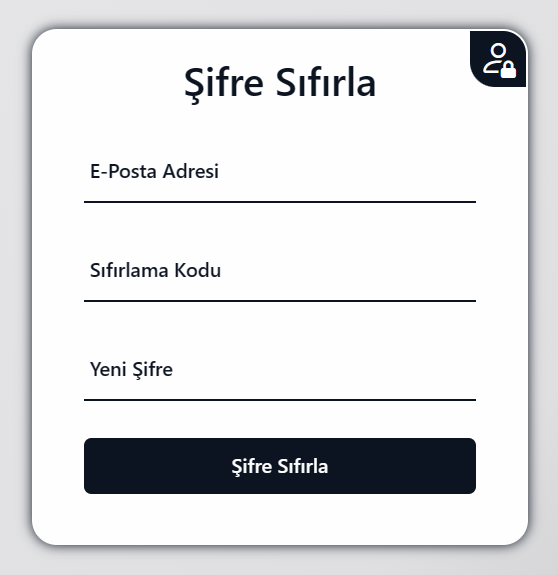 Şifre Sıfırla
E-Posta Adresi
Sıfırlama Kodu
Yeni Şifre
Şifre Sıfırla